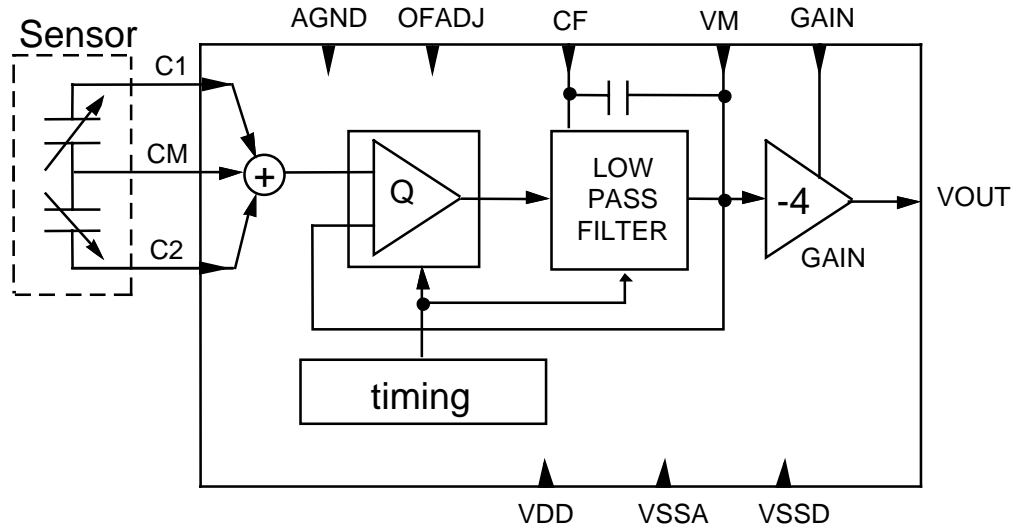 AGND OFADJ CF VM GAIN
Sensor
C1
CM
+
Q
LOW
PASS
FILTER
-4
VOUT
GAIN
C2
timing
VDD VSSA VSSD